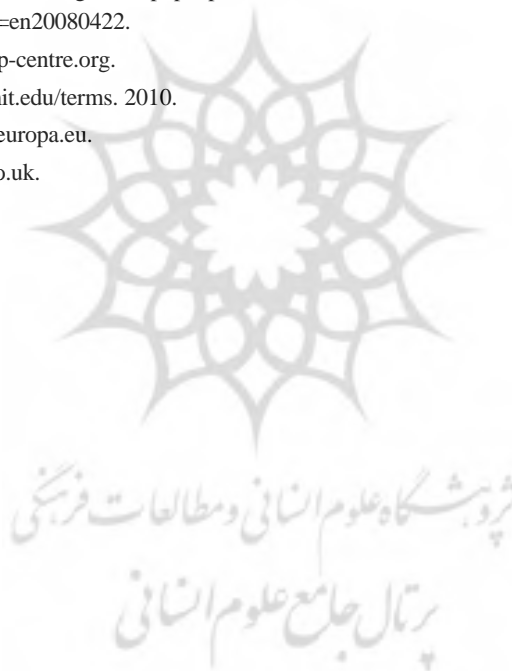 =en20080422.
p-centre.org.
nit.edu/terms. 2010.
europa.eu.
o.uk.
پژوهشگاه علوم انسانی و مطالعات فرهنگی
پرتال جامع علوم انسانی